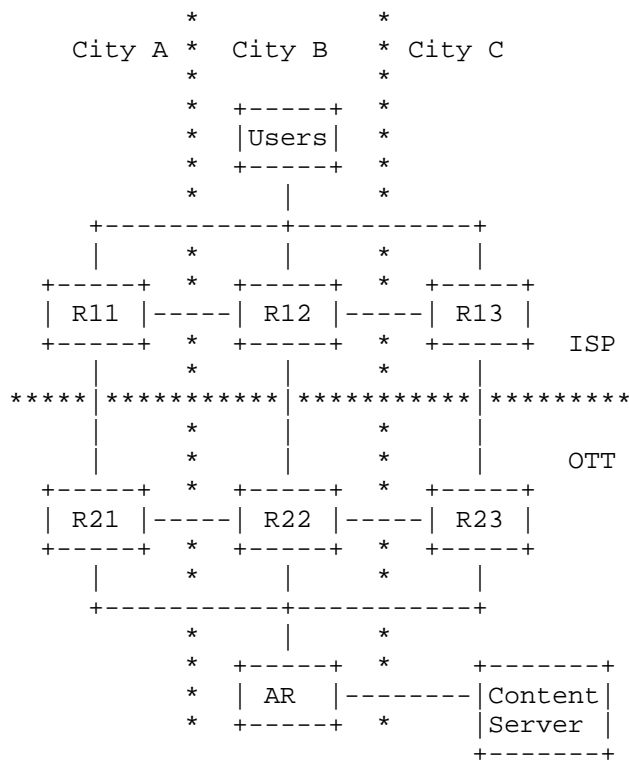 City A City B City C
Users
R11 R12 R13
ISP
OTT
R21 R22 R23
AR Content
Server